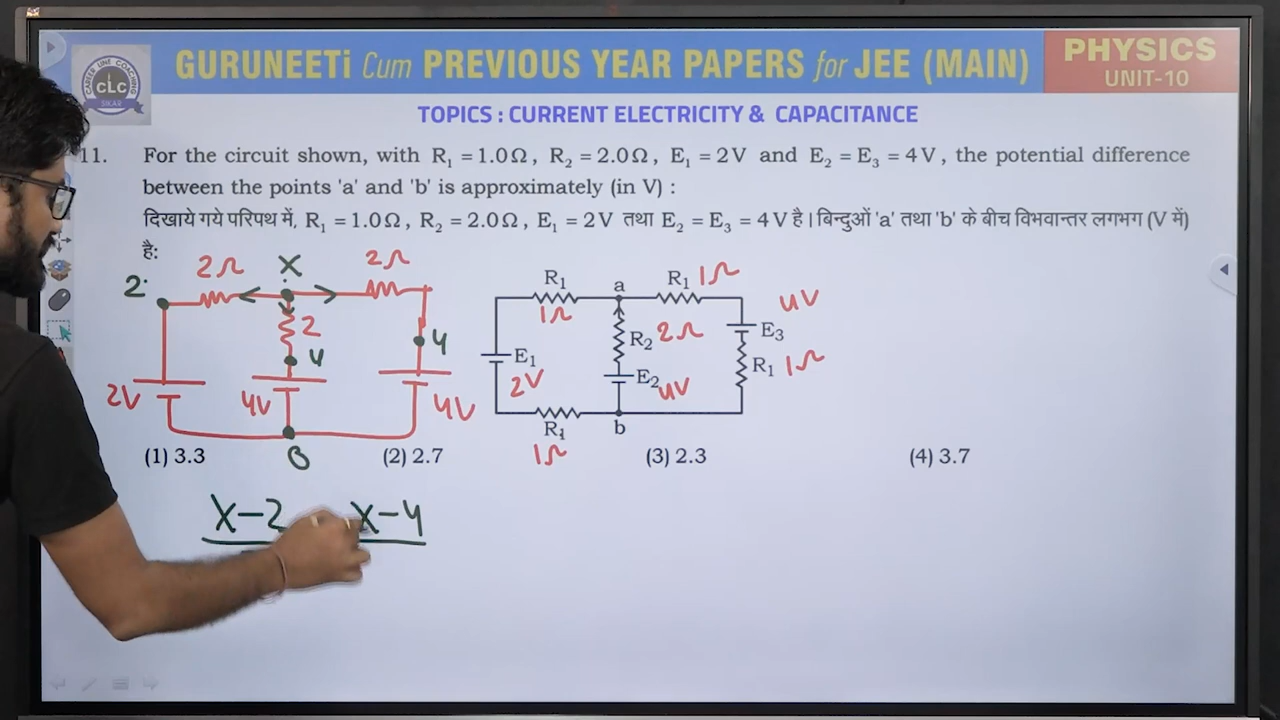 GURUNEETi Cum PREVIOUS YEAR PAPERS for JEE (MAIN)
PHYSICS
UNIT-10
CLC
SIKAR
TOPICS : CURRENT ELECTRICITY & CAPACITANCE
11. For the circuit shown, with R₁ = 1.0Ω, R₂ = 2.0Ω, E₁ = 2V and E₂ = E₃ = 4V, the potential difference
between the points 'a' and 'b' is approximately (in V) :
दिखाये गये परिपथ में, R₁ = 1.0Ω, R₂ = 2.0Ω, E₁ = 2V तथा E₂ = E₃ = 4V है। बिन्दुओं 'a' तथा 'b' के बीच विभवान्तर लगभग (V में)
है:
2Ω X 2Ω
2
2
4 4
2V 4V 4V
0
R₁ a R₁ 1Ω
1Ω
4V
E₃
R₂ 2Ω
E₁ R₁ 1Ω
2V E₂ 4V
R₁ b
1Ω
(1) 3.3 (2) 2.7 (3) 2.3 (4) 3.7
X-2 X-4